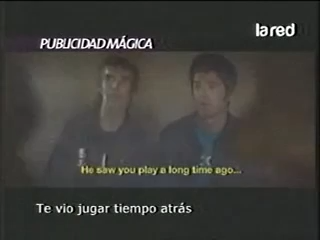 lared
PUBLICIDAD MÁGICA
He saw you play a long time ago...
Te vio jugar tiempo atrás